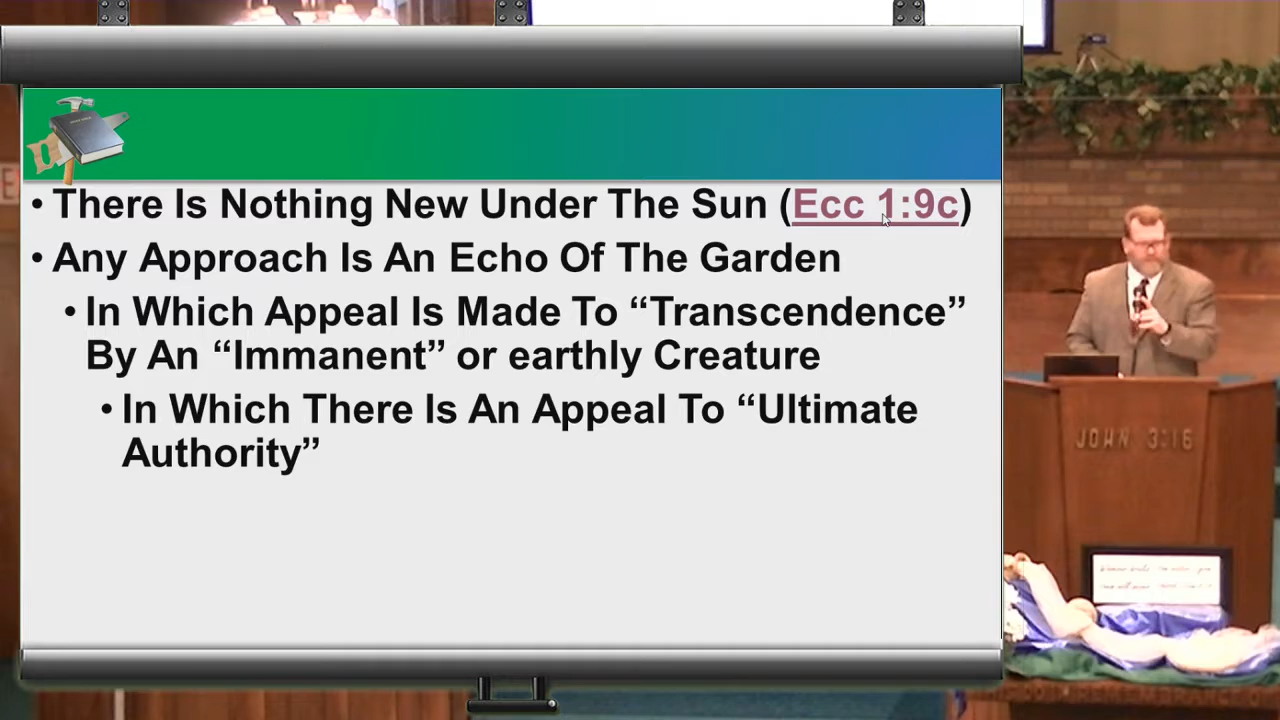 • There Is Nothing New Under The Sun (Ecc 1:9c)
• Any Approach Is An Echo Of The Garden
• In Which Appeal Is Made To “Transcendence”
By An “Immanent” or earthly Creature
• In Which There Is An Appeal To “Ultimate
Authority”
JOHN 3:16